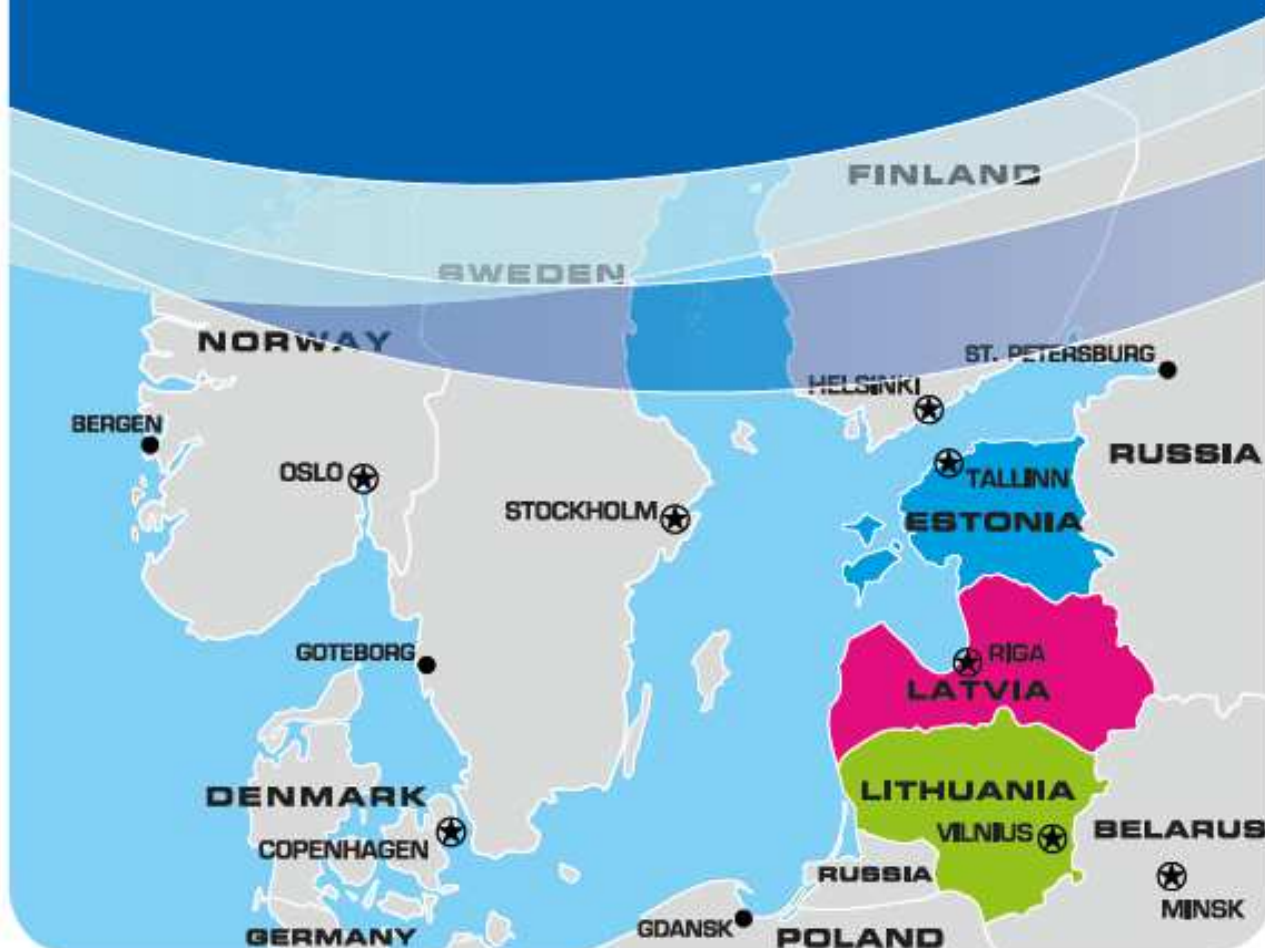 FINLAND
SWEDEN
NORWAY
ST. PETERSBURG
HELSINKI
BERGEN
RUSSIA
OSLO
TALLINN
STOCKHOLM
ESTONIA
GOTEBORG
RIGA
LATVIA
DENMARK
LITHUANIA
COPENHAGEN
VILNIUS
BELARUS
RUSSIA
MINSK
GERMANY
GDANSK
POLAND